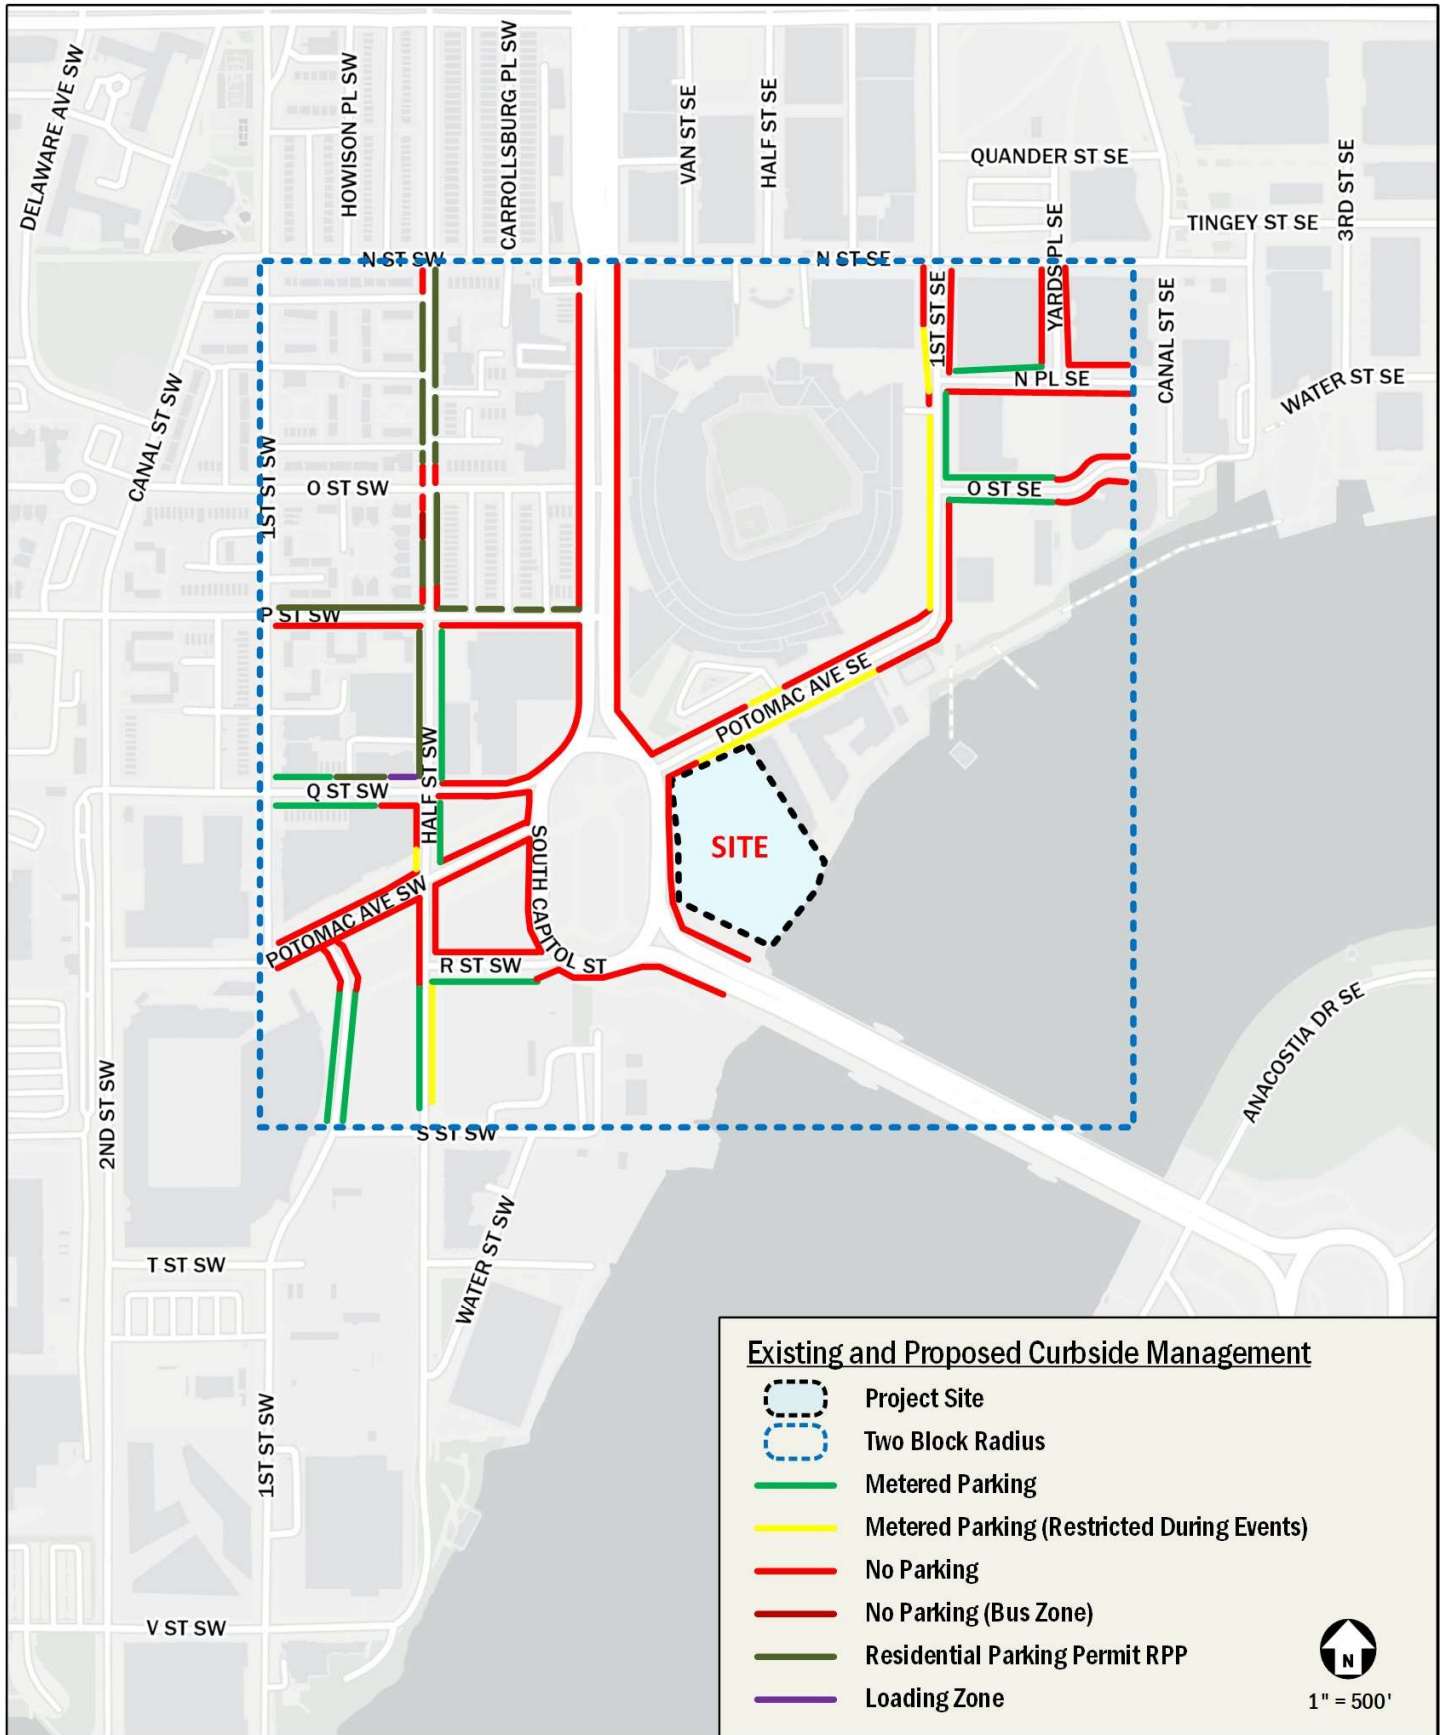 DELAWARE AVE SW
HOWISON PL SW
CARROLLSBURG PL SW
VAN ST SE
HALF ST SE
QUANDER ST SE
3RD ST SE
TINGEY ST SE
YARDS PL SE
N ST SW
N ST SE
1ST ST SE
CANAL ST SE
N PL SE
WATER ST SE
CANAL ST SW
1ST ST SW
O ST SW
O ST SE
P ST SW
POTOMAC AVE SE
HALF ST SW
Q ST SW
SOUTH CAPITOL ST
SITE
POTOMAC AVE SW
R ST SW
ANACOSTIA DR SE
2ND ST SW
S ST SW
WATER ST SW
T ST SW
1ST ST SW
V ST SW
Existing and Proposed Curbside Management
Project Site
Two Block Radius
Metered Parking
Metered Parking (Restricted During Events)
No Parking
No Parking (Bus Zone)
Residential Parking Permit RPP
Loading Zone
N
1" = 500'